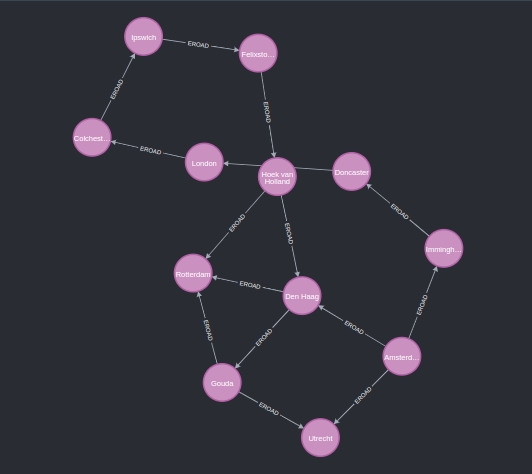 Ipswich
EROAD
Felixsto...
EROAD
EROAD
Colchest...
EROAD
London
Hoek van
Holland
Doncaster
EROAD
EROAD
EROAD
Immingh...
Rotterdam
EROAD
Den Haag
EROAD
EROAD
EROAD
EROAD
EROAD
Amsterd...
Gouda
EROAD
EROAD
Utrecht